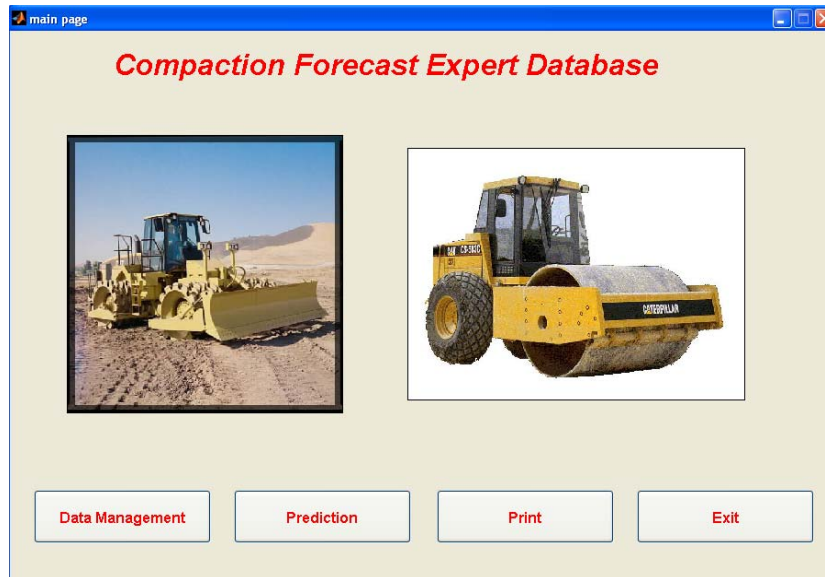 main page
Compaction Forecast Expert Database
CATERPILLAR
Data Management
Prediction
Print
Exit